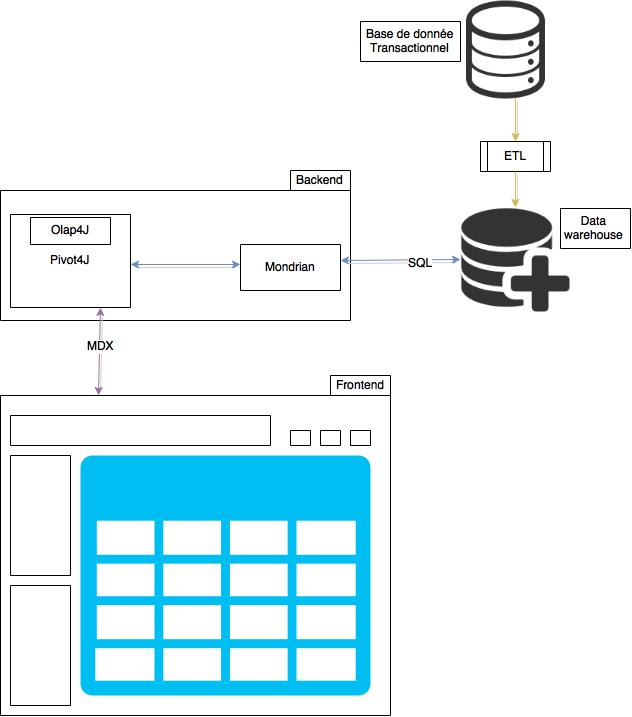 Base de donnée
Transactionnel
ETL
Backend
Data
warehouse
Olap4J
Pivot4J
Mondrian
SQL
MDX
Frontend